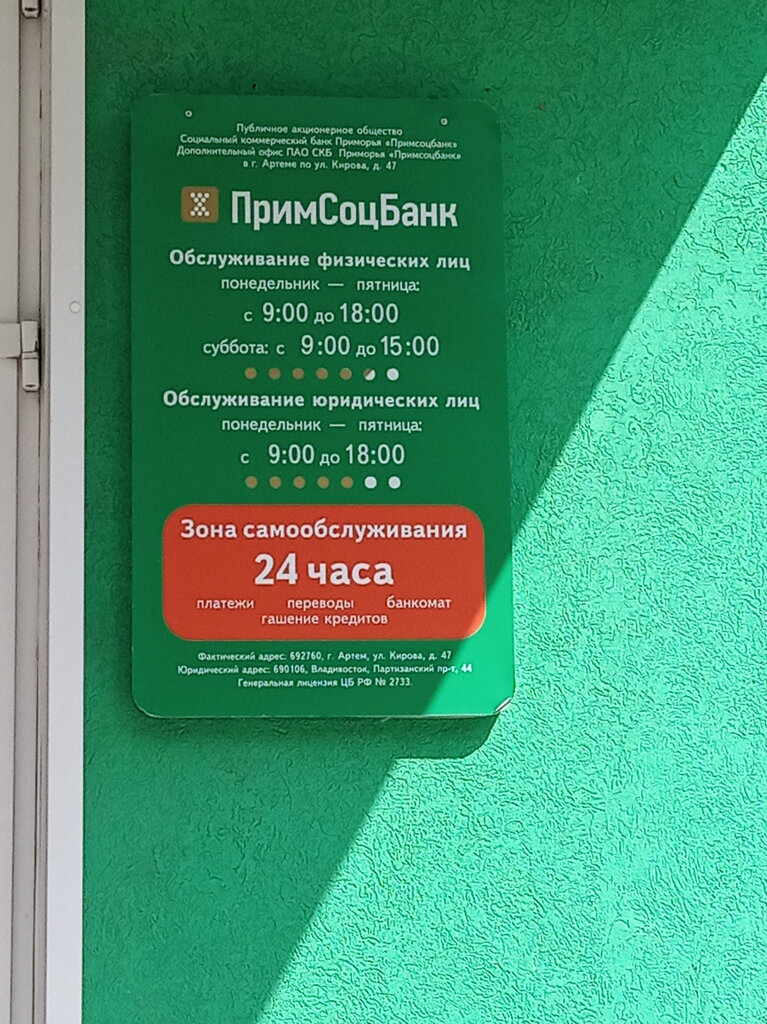 Публичное акционерное общество
Социальный коммерческий банк Приморья «Примсоцбанк»
Дополнительный офис ПАО СКБ Приморья «Примсоцбанк»
в г. Артеме по ул. Кирова, д. 47
ПримСоцБанк
Обслуживание физических лиц
понедельник — пятница:
с 9:00 до 18:00
суббота: с 9:00 до 15:00
Обслуживание юридических лиц
понедельник — пятница:
с 9:00 до 18:00
Зона самообслуживания
24 часа
платежи переводы банкомат
гашение кредитов
Фактический адрес: 692760, г. Артем, ул. Кирова, д. 47
Юридический адрес: 690106, Владивосток, Партизанский пр-т, 44
Генеральная лицензия ЦБ РФ № 2733.